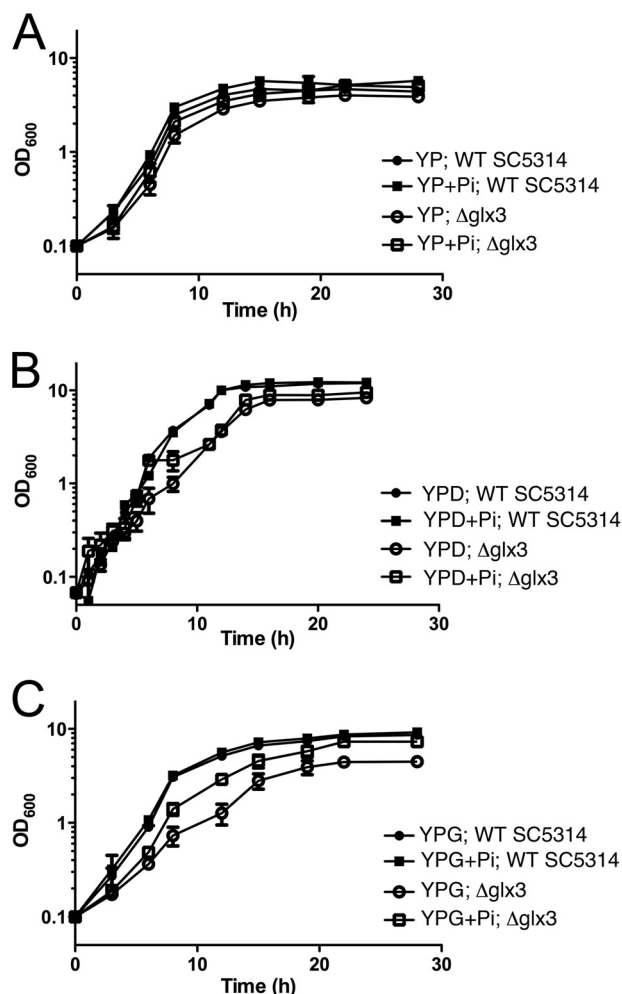 A
10
1
0.1
OD600
0
10
20
30
Time (h)
YP; WT SC5314
YP+Pi; WT SC5314
YP; Δglx3
YP+Pi; Δglx3
B
10
1
0.1
OD600
0
10
20
30
Time (h)
YPD; WT SC5314
YPD+Pi; WT SC5314
YPD; Δglx3
YPD+Pi; Δglx3
C
10
1
0.1
OD600
0
10
20
30
Time (h)
YPG; WT SC5314
YPG+Pi; WT SC5314
YPG; Δglx3
YPG+Pi; Δglx3